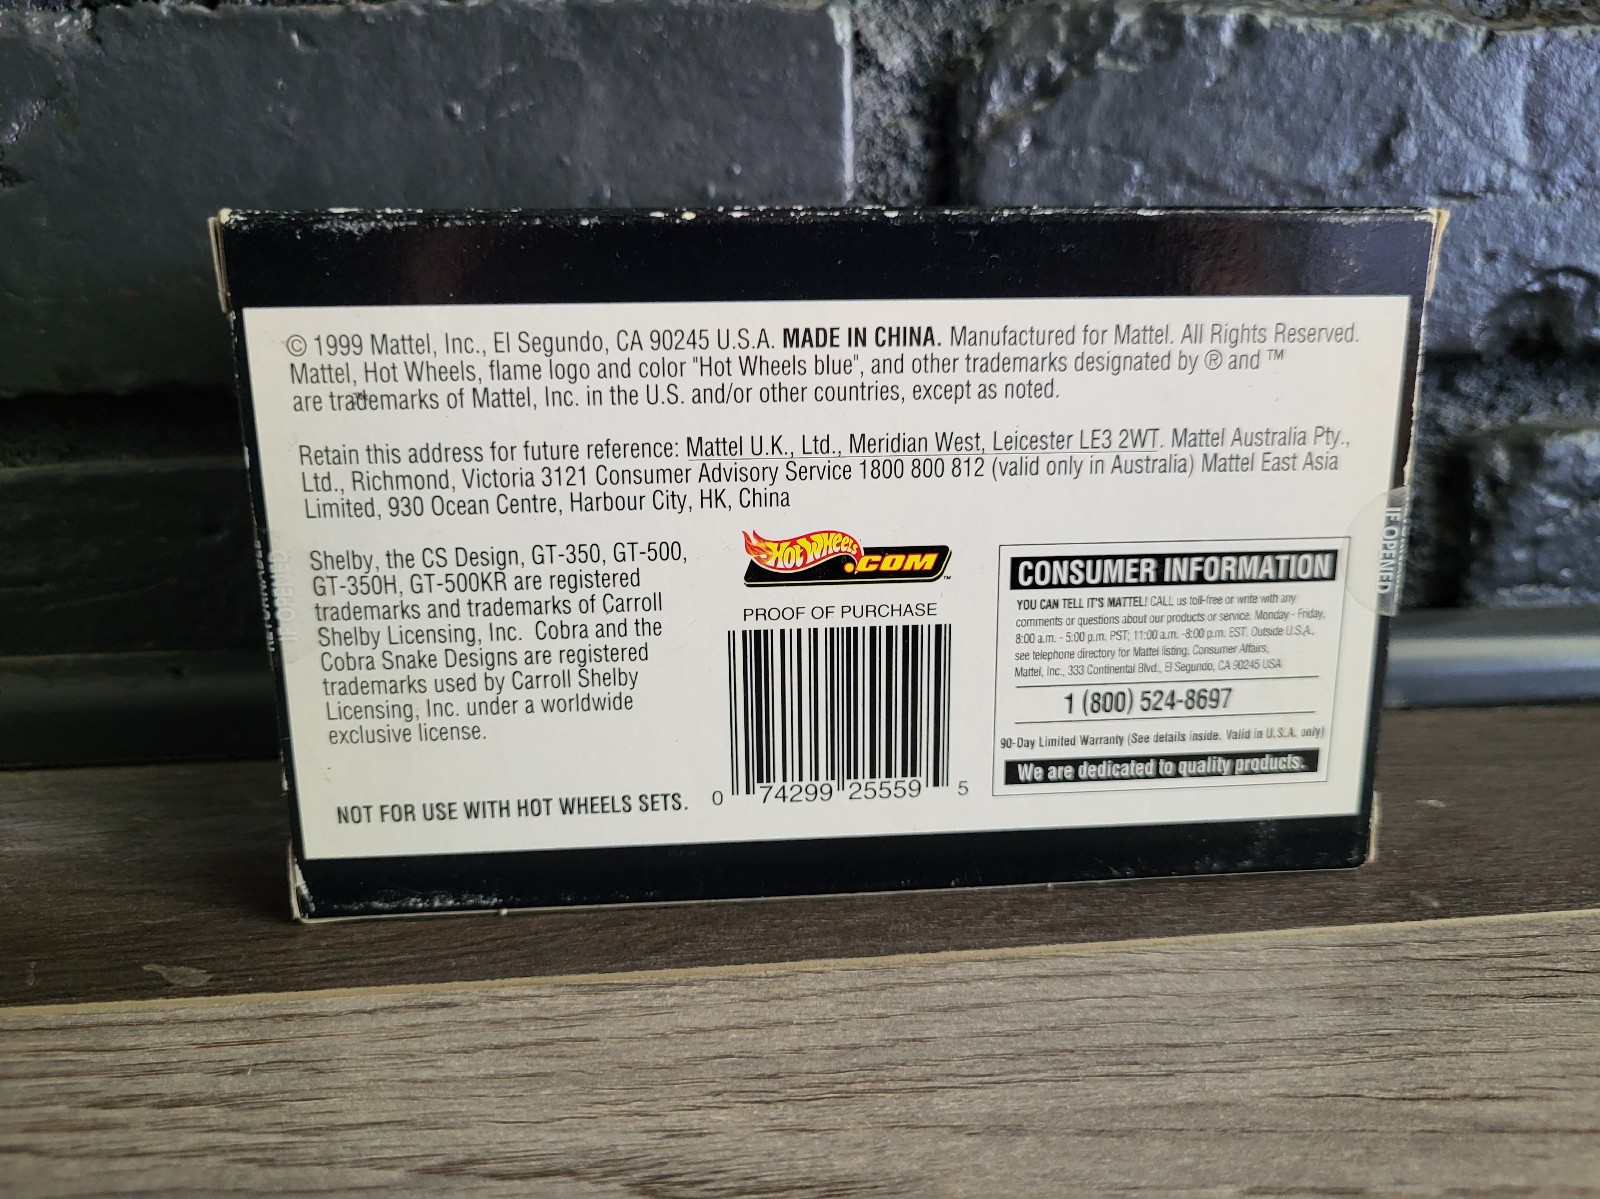 © 1999 Mattel, Inc., El Segundo, CA 90245 U.S.A. MADE IN CHINA. Manufactured for Mattel. All Rights Reserved.
Mattel, Hot Wheels, flame logo and color "Hot Wheels blue", and other trademarks designated by ® and ™
are trademarks of Mattel, Inc. in the U.S. and/or other countries, except as noted.
Retain this address for future reference: Mattel U.K., Ltd., Meridian West, Leicester LE3 2WT. Mattel Australia Pty.,
Ltd., Richmond, Victoria 3121 Consumer Advisory Service 1800 800 812 (valid only in Australia) Mattel East Asia
Limited, 930 Ocean Centre, Harbour City, HK, China
Shelby, the CS Design, GT-350, GT-500,
GT-350H, GT-500KR are registered
trademarks and trademarks of Carroll
Shelby Licensing, Inc. Cobra and the
Cobra Snake Designs are registered
trademarks used by Carroll Shelby
Licensing, Inc. under a worldwide
exclusive license.
NOT FOR USE WITH HOT WHEELS SETS.
Hot Wheels
.COM™
PROOF OF PURCHASE
0 74299 25559 5
CONSUMER INFORMATION
YOU CAN TELL IT'S MATTEL! CALL us toll-free or write with any
comments or questions about our products or service. Monday - Friday,
8:00 a.m. - 5:00 p.m. PST; 11:00 a.m. -8:00 p.m. EST. Outside U.S.A.,
see telephone directory for Mattel listing. Consumer Affairs,
Mattel, Inc., 333 Continental Blvd., El Segundo, CA 90245 USA
1 (800) 524-8697
90-Day Limited Warranty (See details inside. Valid in U.S.A. only)
We are dedicated to quality products.
IF OPENED
IF OPENED